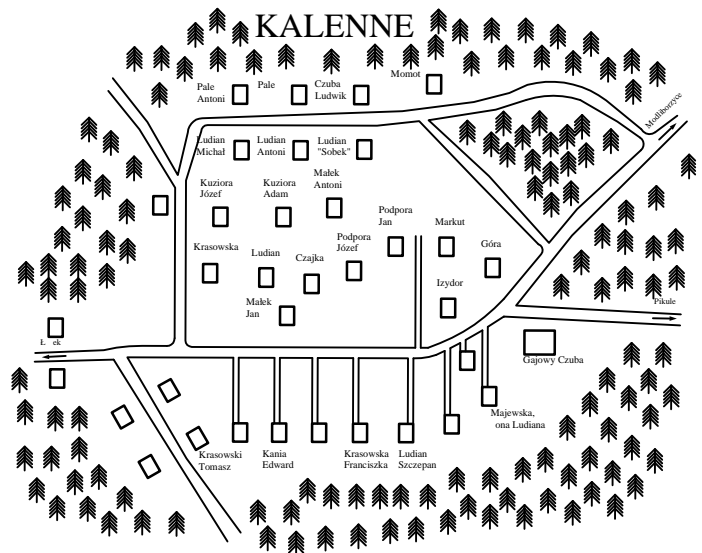 KALENNE
Momot
Pale
Antoni
Pale
Czuba
Ludwik
Modliborzyce
Ludian
Michał
Ludian
Antoni
Ludian
"Sobek"
Małek
Antoni
Kuziora
Józef
Kuziora
Adam
Podpora
Jan
Markut
Krasowska
Ludian
Czajka
Podpora
Józef
Góra
Izydor
Małek
Jan
Pikule
Ł ek
Gajowy Czuba
Majewska,
ona Ludiana
Krasowski
Tomasz
Kania
Edward
Krasowska
Franciszka
Ludian
Szczepan